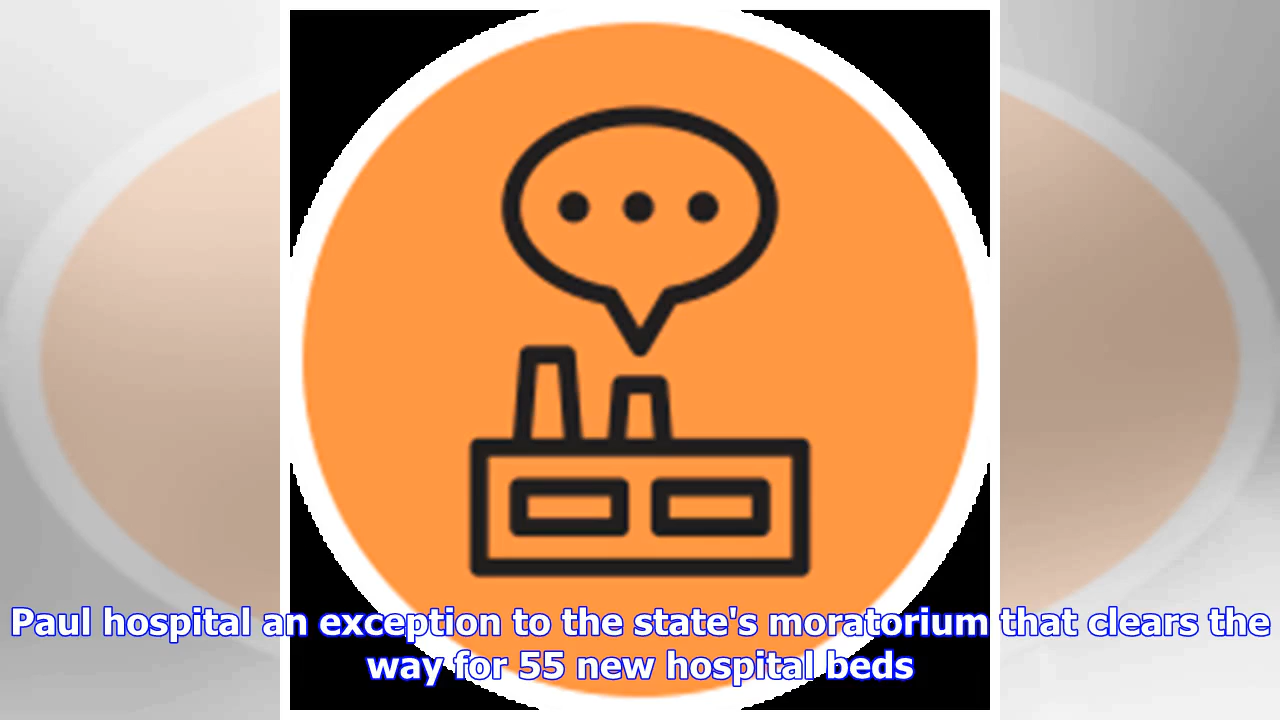 Paul hospital an exception to the state's moratorium that clears the
way for 55 new hospital beds